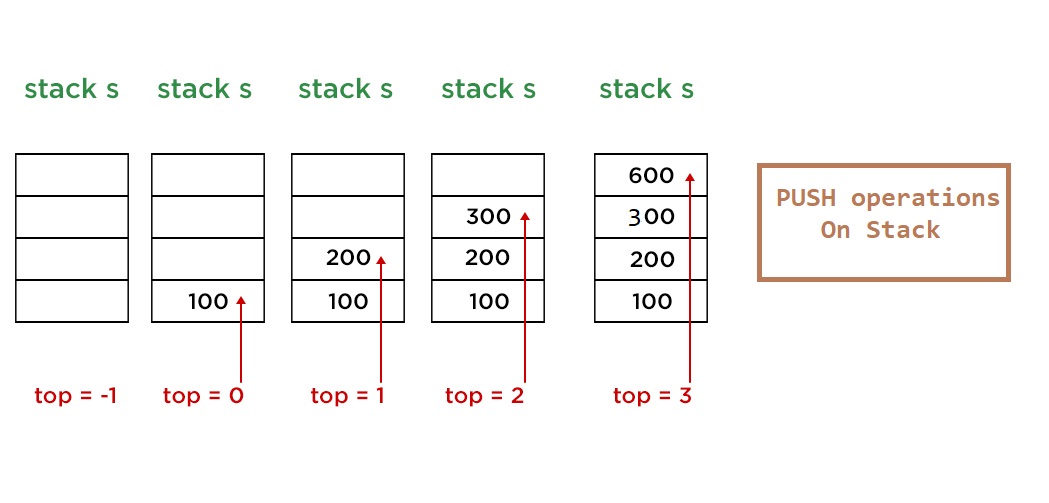 stack s stack s stack s stack s stack s
600
300 300
200 200 200
100 100 100 100
PUSH operations
On Stack
top = -1 top = 0 top = 1 top = 2 top = 3